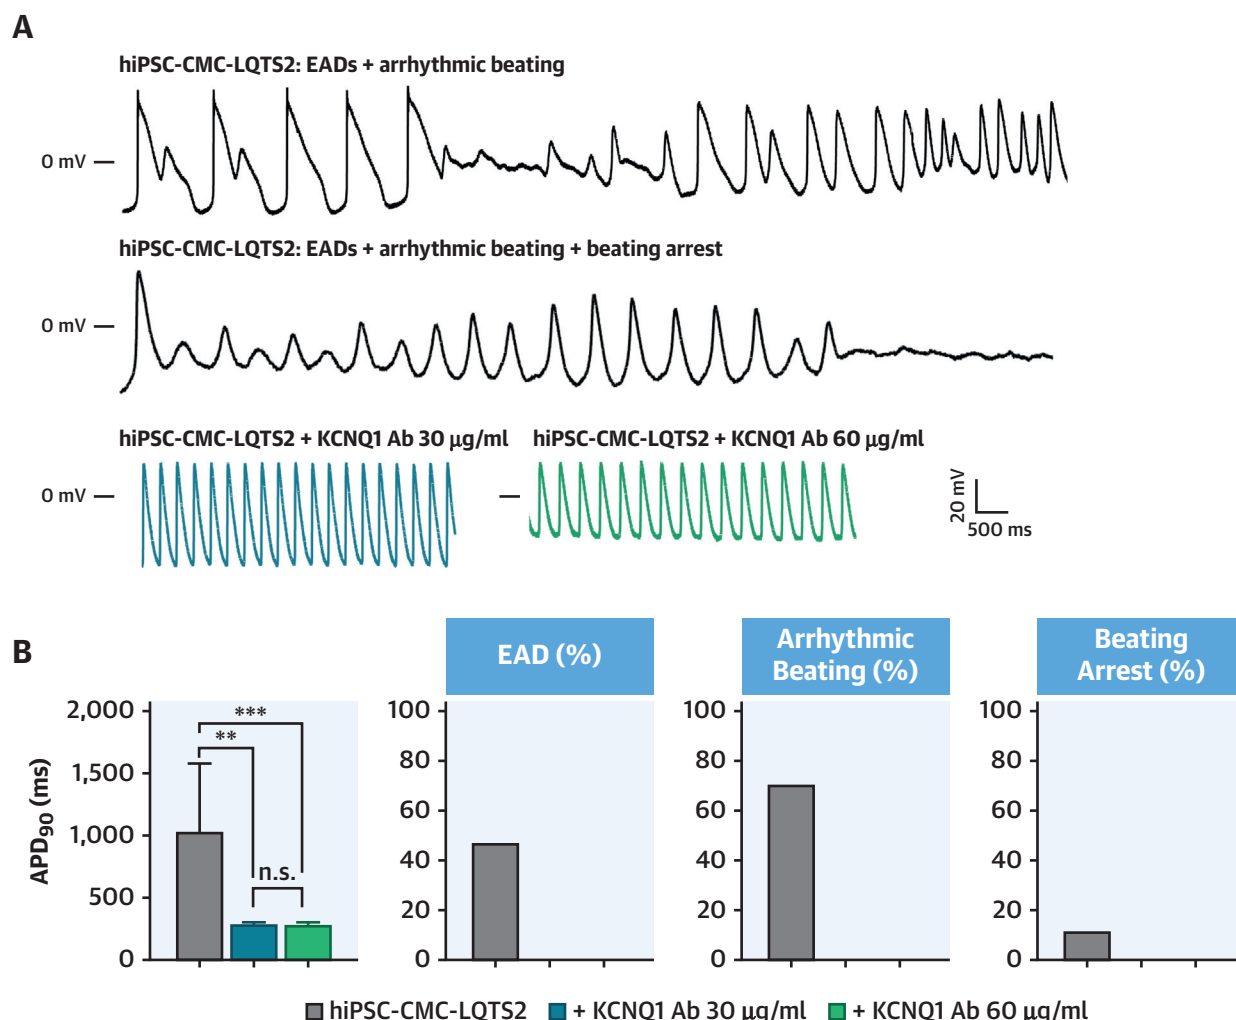 A
hiPSC-CMC-LQTS2: EADs + arrhythmic beating
0 mV
hiPSC-CMC-LQTS2: EADs + arrhythmic beating + beating arrest
0 mV
hiPSC-CMC-LQTS2 + KCNQ1 Ab 30 μg/ml
hiPSC-CMC-LQTS2 + KCNQ1 Ab 60 μg/ml
0 mV
20 mV
500 ms
B
APD90 (ms)
2,000
1,500
1,000
500
0
***
**
n.s.
EAD (%)
100
80
60
40
20
0
Arrhythmic
Beating (%)
100
80
60
40
20
0
Beating
Arrest (%)
100
80
60
40
20
0
hiPSC-CMC-LQTS2
+ KCNQ1 Ab 30 μg/ml
+ KCNQ1 Ab 60 μg/ml